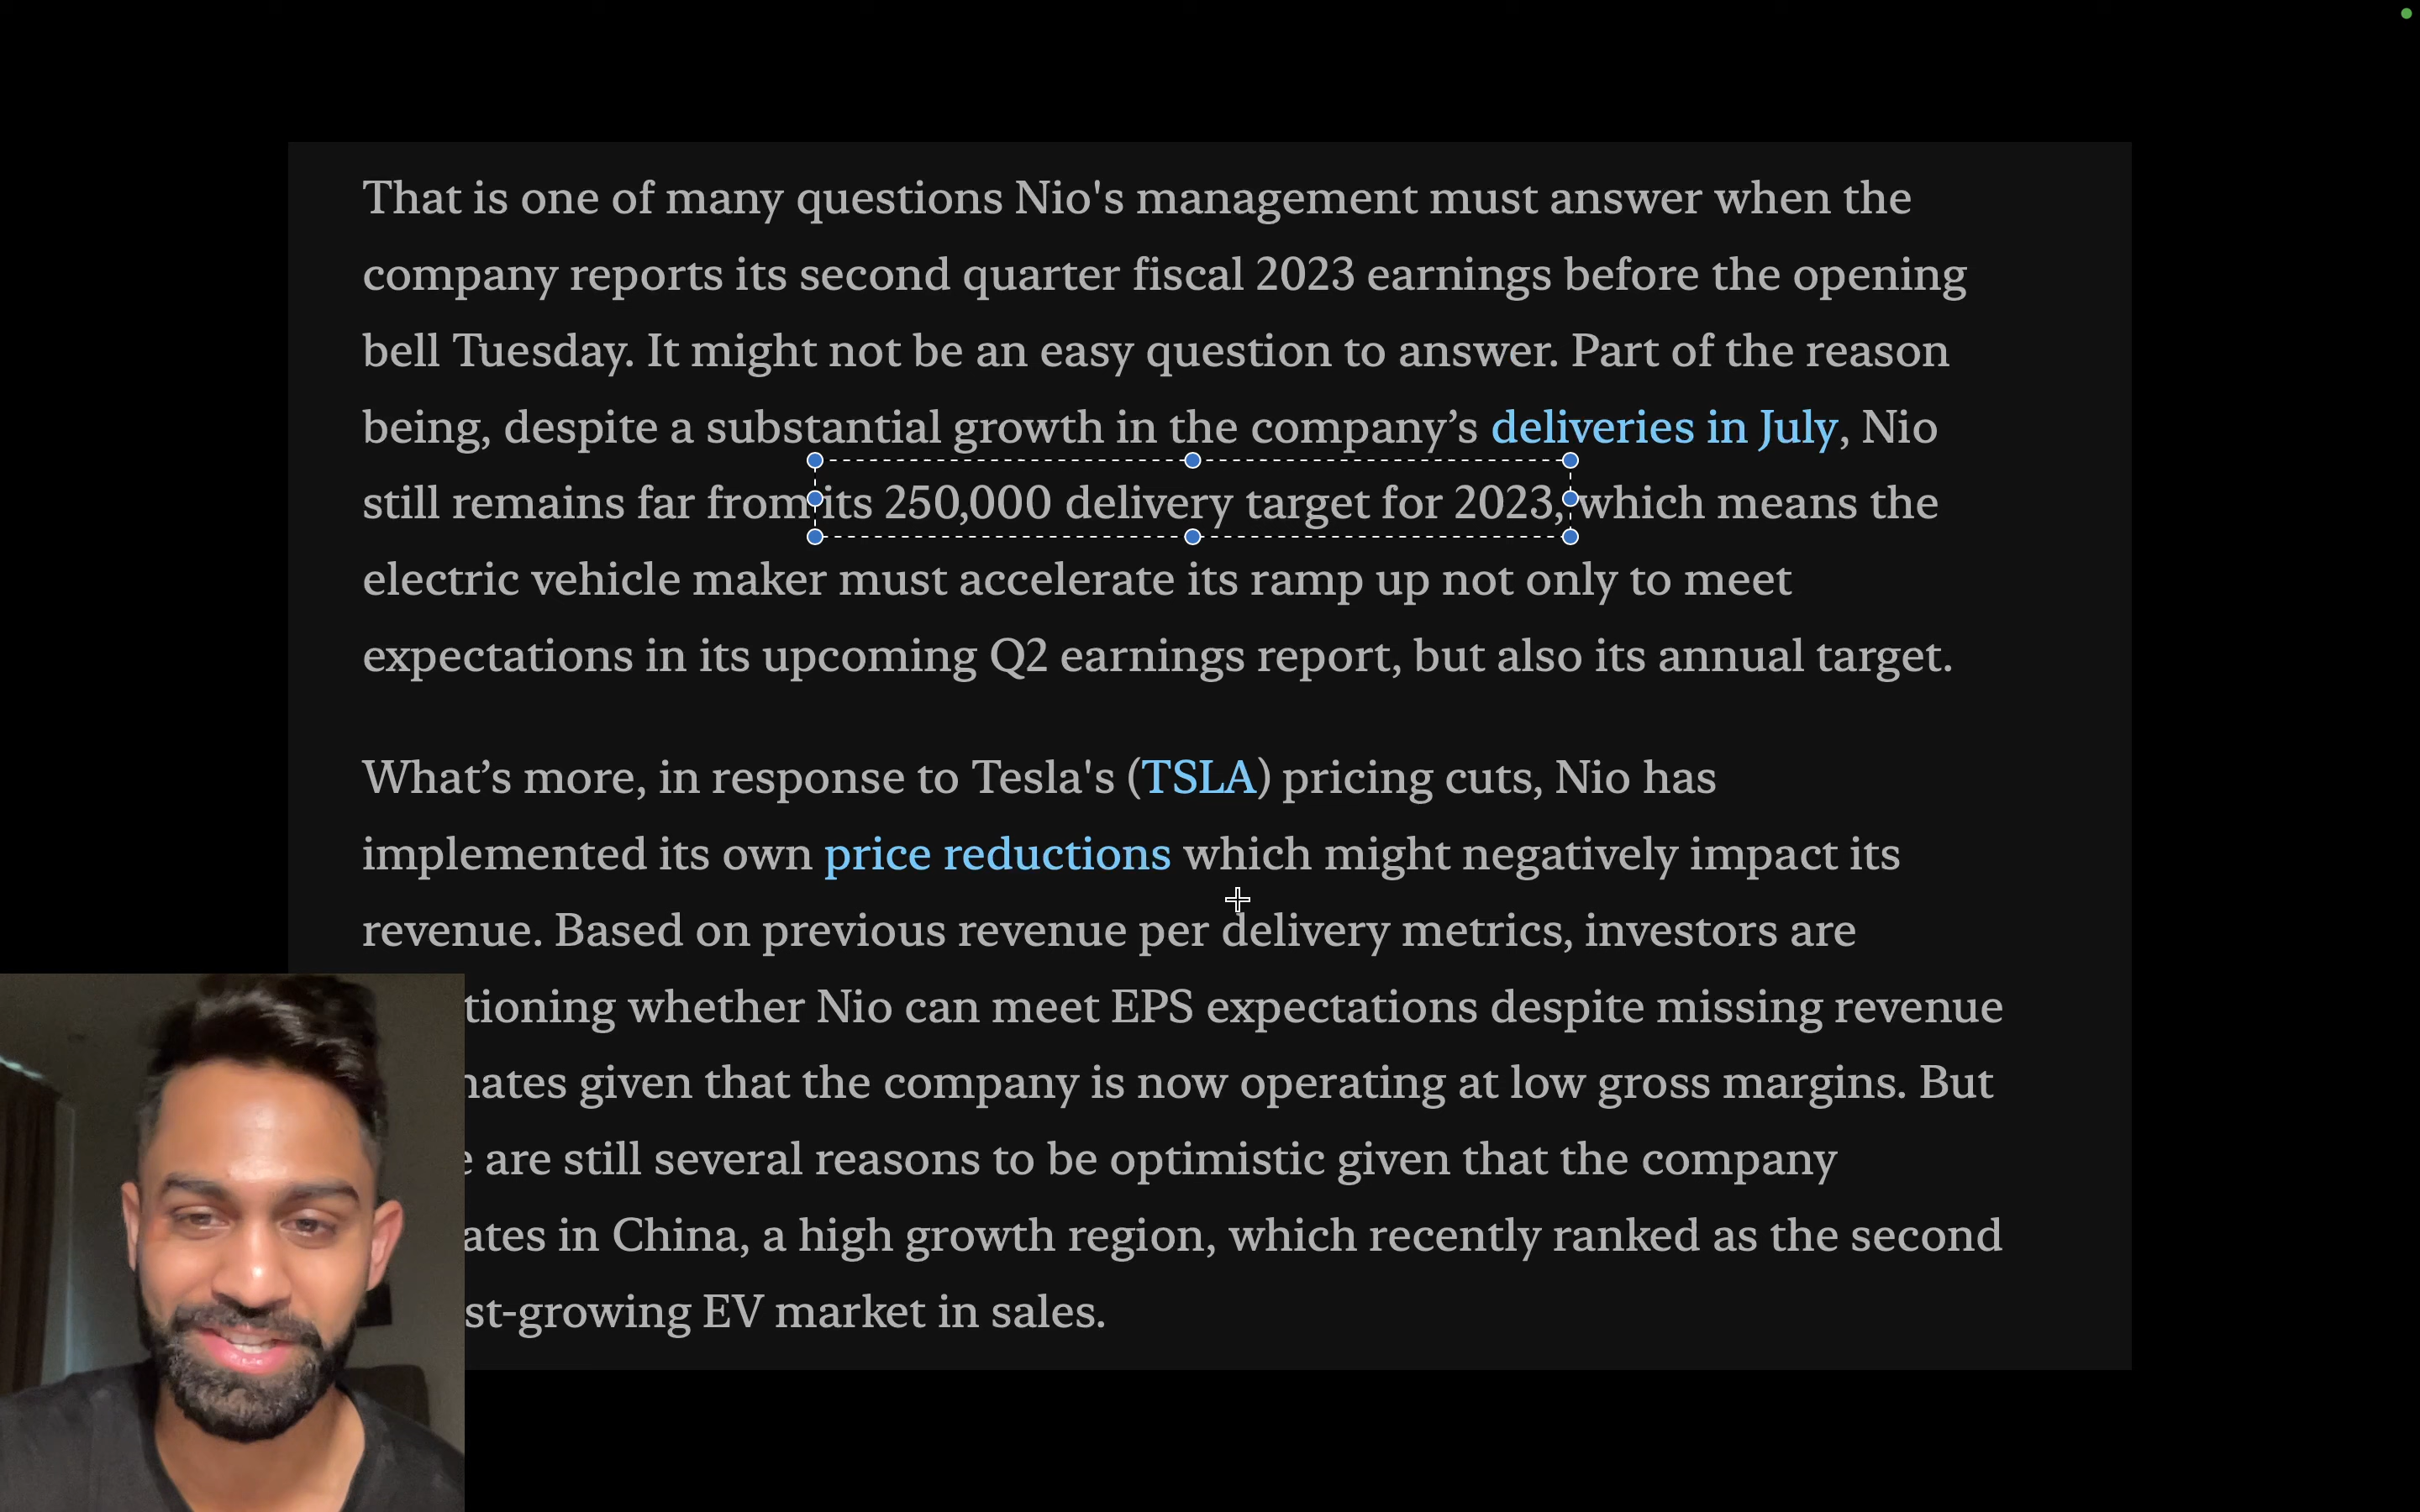 That is one of many questions Nio's management must answer when the
company reports its second quarter fiscal 2023 earnings before the opening
bell Tuesday. It might not be an easy question to answer. Part of the reason
being, despite a substantial growth in the company’s deliveries in July, Nio
still remains far from its 250,000 delivery target for 2023, which means the
electric vehicle maker must accelerate its ramp up not only to meet
expectations in its upcoming Q2 earnings report, but also its annual target.
What’s more, in response to Tesla's (TSLA) pricing cuts, Nio has
implemented its own price reductions which might negatively impact its
revenue. Based on previous revenue per delivery metrics, investors are
tioning whether Nio can meet EPS expectations despite missing revenue
nates given that the company is now operating at low gross margins. But
e are still several reasons to be optimistic given that the company
ates in China, a high growth region, which recently ranked as the second
st-growing EV market in sales.